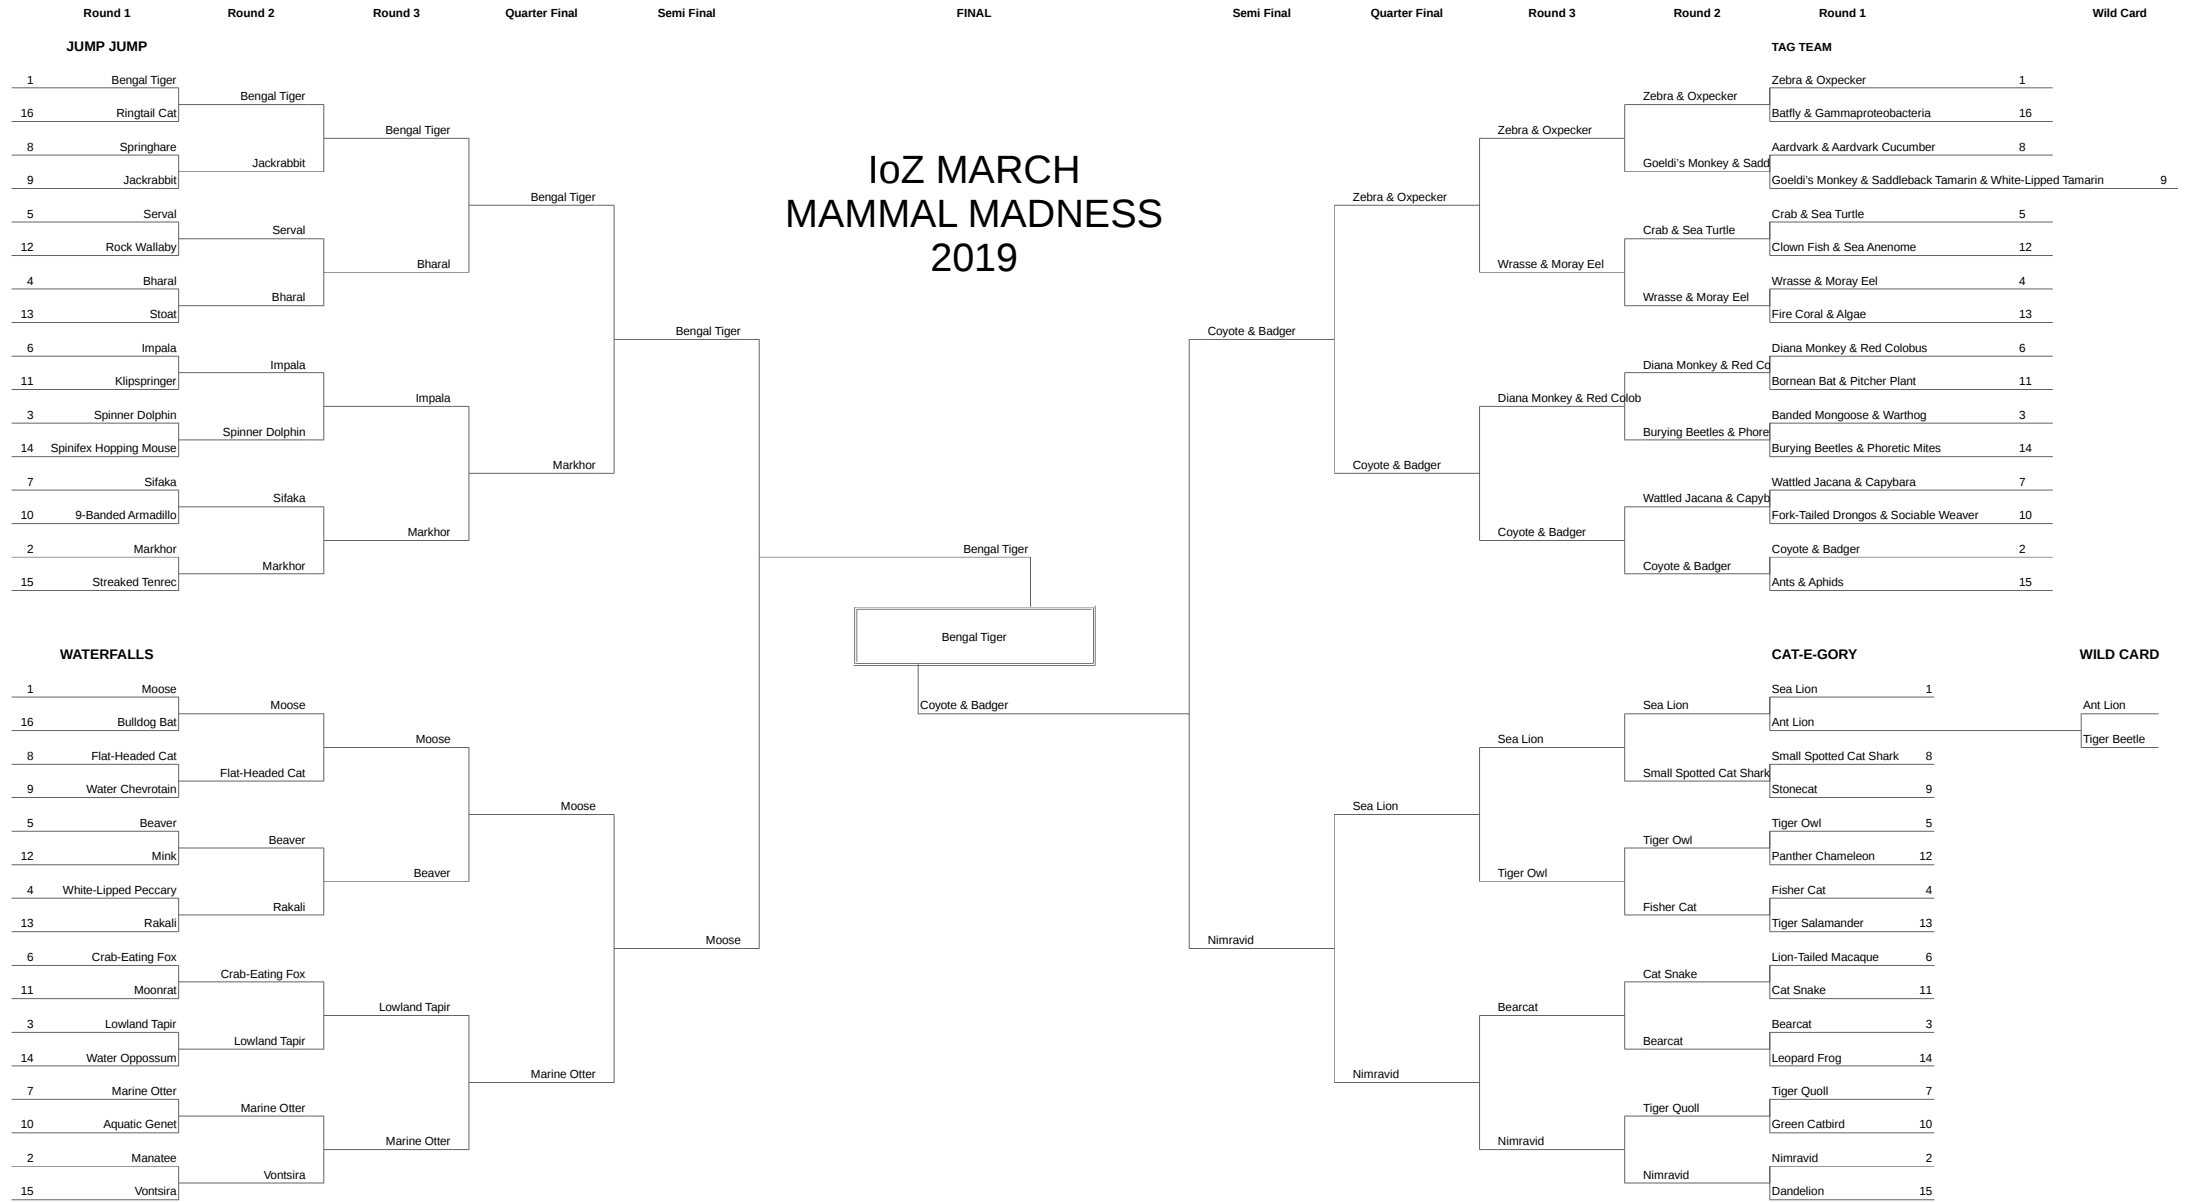 Round 1 Round 2 Round 3 Quarter Final Semi Final FINAL Semi Final Quarter Final Round 3 Round 2 Round 1 Wild Card
JUMP JUMP
1 Bengal Tiger
16 Ringtail Cat
8 Springhare
9 Jackrabbit
5 Serval
12 Rock Wallaby
4 Bharal
13 Stoat
6 Impala
11 Klipspringer
3 Spinner Dolphin
14 Spinifex Hopping Mouse
7 Sifaka
10 9-Banded Armadillo
2 Markhor
15 Streaked Tenrec
Bengal Tiger
Jackrabbit
Serval
Bharal
Impala
Spinner Dolphin
Sifaka
Markhor
Bengal Tiger
Bharal
Impala
Markhor
Bengal Tiger
Markhor
Bengal Tiger
WATERFALLS
1 Moose
16 Bulldog Bat
8 Flat-Headed Cat
9 Water Chevrotain
5 Beaver
12 Mink
4 White-Lipped Peccary
13 Rakali
6 Crab-Eating Fox
11 Moonrat
3 Lowland Tapir
14 Water Oppossum
7 Marine Otter
10 Aquatic Genet
2 Manatee
15 Vontsira
Moose
Flat-Headed Cat
Beaver
Rakali
Crab-Eating Fox
Lowland Tapir
Marine Otter
Vontsira
Moose
Beaver
Lowland Tapir
Marine Otter
Moose
Marine Otter
Moose
IoZ MARCH
MAMMAL MADNESS
2019
Bengal Tiger
Bengal Tiger
Coyote & Badger
Coyote & Badger
Zebra & Oxpecker
Coyote & Badger
Zebra & Oxpecker
Wrasse & Moray Eel
Diana Monkey & Red Colob
Coyote & Badger
Zebra & Oxpecker
Goeldi's Monkey & Sadd
Crab & Sea Turtle
Wrasse & Moray Eel
Diana Monkey & Red Co
Burying Beetles & Phore
Wattled Jacana & Capyb
Coyote & Badger
TAG TEAM
Zebra & Oxpecker 1
Batfly & Gammaproteobacteria 16
Aardvark & Aardvark Cucumber 8
Goeldi's Monkey & Saddleback Tamarin & White-Lipped Tamarin 9
Crab & Sea Turtle 5
Clown Fish & Sea Anenome 12
Wrasse & Moray Eel 4
Fire Coral & Algae 13
Diana Monkey & Red Colobus 6
Bornean Bat & Pitcher Plant 11
Banded Mongoose & Warthog 3
Burying Beetles & Phoretic Mites 14
Wattled Jacana & Capybara 7
Fork-Tailed Drongos & Sociable Weaver 10
Coyote & Badger 2
Ants & Aphids 15
Nimravid
Sea Lion
Nimravid
Sea Lion
Tiger Owl
Bearcat
Nimravid
Sea Lion
Small Spotted Cat Shark
Tiger Owl
Fisher Cat
Cat Snake
Bearcat
Tiger Quoll
Nimravid
CAT-E-GORY
Sea Lion 1
Ant Lion
Small Spotted Cat Shark 8
Stonecat 9
Tiger Owl 5
Panther Chameleon 12
Fisher Cat 4
Tiger Salamander 13
Lion-Tailed Macaque 6
Cat Snake 11
Bearcat 3
Leopard Frog 14
Tiger Quoll 7
Green Catbird 10
Nimravid 2
Dandelion 15
WILD CARD
Ant Lion
Tiger Beetle